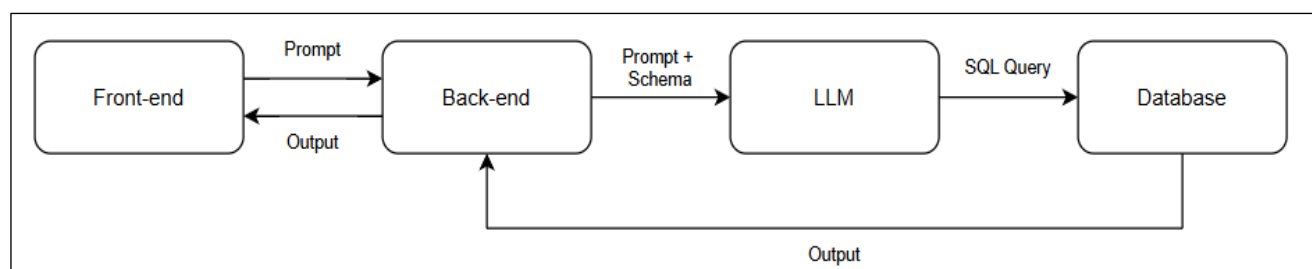 Prompt
Prompt +
Schema
SQL Query
Front-end
Back-end
LLM
Database
Output
Output